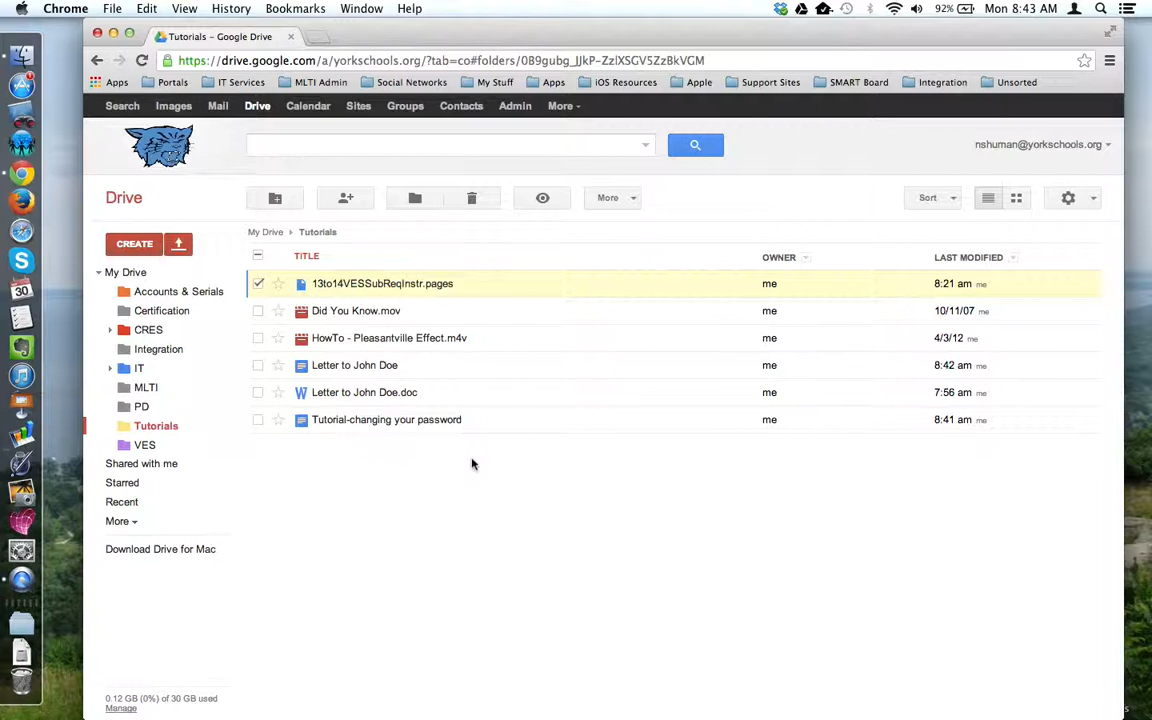 Chrome File Edit View History Bookmarks Window Help 92% Mon 8:43 AM
Tutorials – Google Drive
https://drive.google.com/a/yorkschools.org/?tab=co#folders/0B9gubg_JJkP-ZzlXSGV5ZzBkVGM
Apps Portals IT Services MLTI Admin Social Networks My Stuff Apps iOS Resources Apple Support Sites SMART Board Integration Unsorted
Search Images Mail Drive Calendar Sites Groups Contacts Admin More
nshuman@yorkschools.org
Drive More Sort
My Drive Tutorials
CREATE
TITLE OWNER LAST MODIFIED
My Drive
Accounts & Serials
Certification
CRES
Integration
IT
MLTI
PD
Tutorials
VES
Shared with me
Starred
Recent
More
Download Drive for Mac
13to14VESSubReqInstr.pages me 8:21 am me
Did You Know.mov me 10/11/07 me
HowTo - Pleasantville Effect.m4v me 4/3/12 me
Letter to John Doe me 8:42 am me
Letter to John Doe.doc me 7:56 am me
Tutorial-changing your password me 8:41 am me
0.12 GB (0%) of 30 GB used
Manage